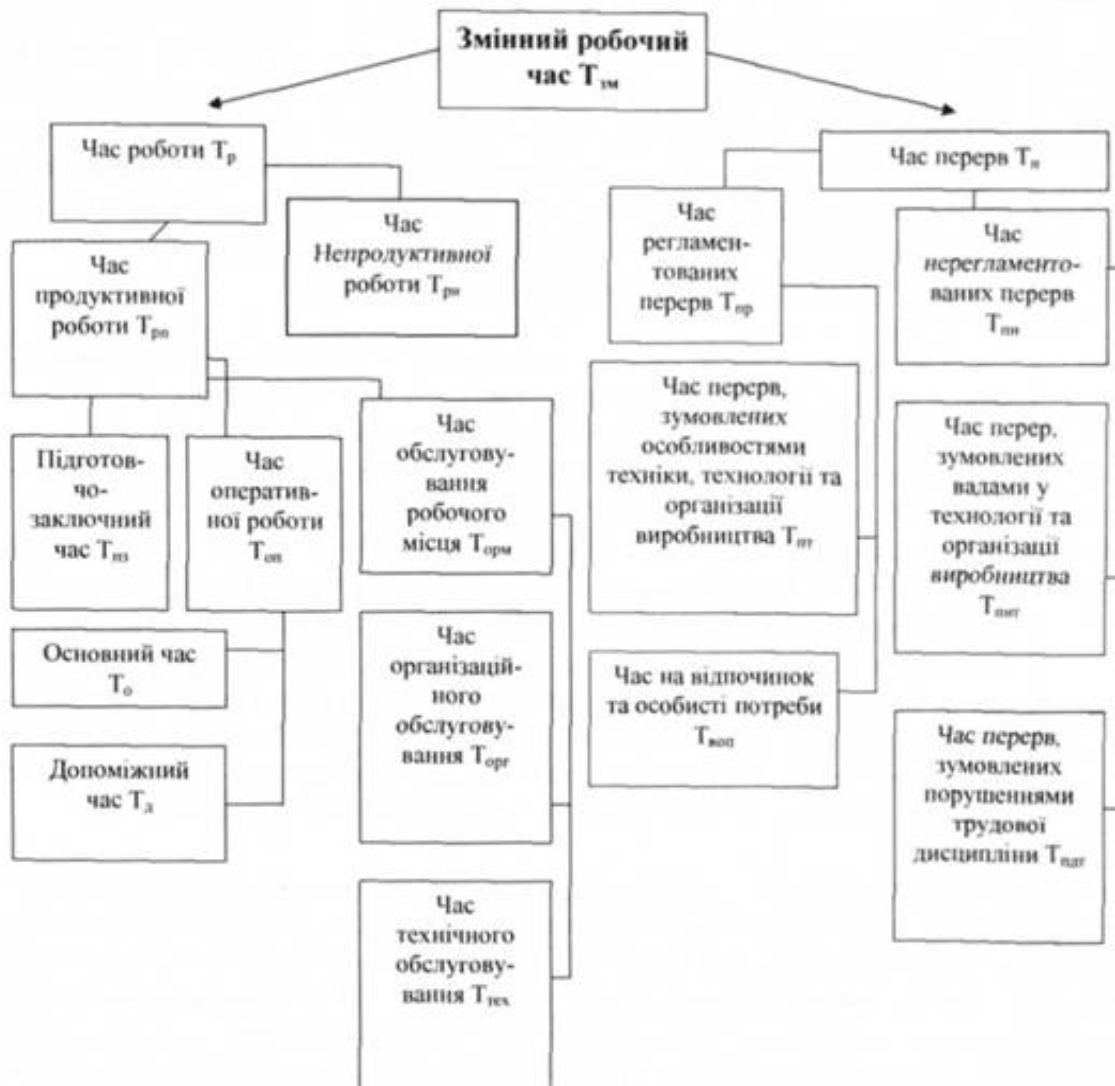 Змінний робочий
час Тзм
Час роботи Тр
Час перерв Тп
Час
Непродуктивної
роботи Трн
Час
регламен-
тованих
перерв Тпр
Час
нерегламенто-
ваних перерв
Тпн
Час
продуктивної
роботи Трп
Підготов-
чо-
заключний
час Тпз
Час
оператив-
ної роботи
Топ
Час
обслугову-
вання
робочого
місця Торм
Час перерв,
зумовлених
особливостями
техніки, технології та
організації
виробництва Тпт
Час перер,
зумовлених
вадами у
технології та
організації
виробництва
Тпнт
Основний час
То
Час
організацій-
ного
обслугову-
ванняТорг
Час на відпочинок
та особисті потреби
Твоп
Час перерв,
зумовлених
порушеннями
трудової
дисципліни Тпдт
Допоміжний
час Тд
Час
технічного
обслугову-
вання Ттех